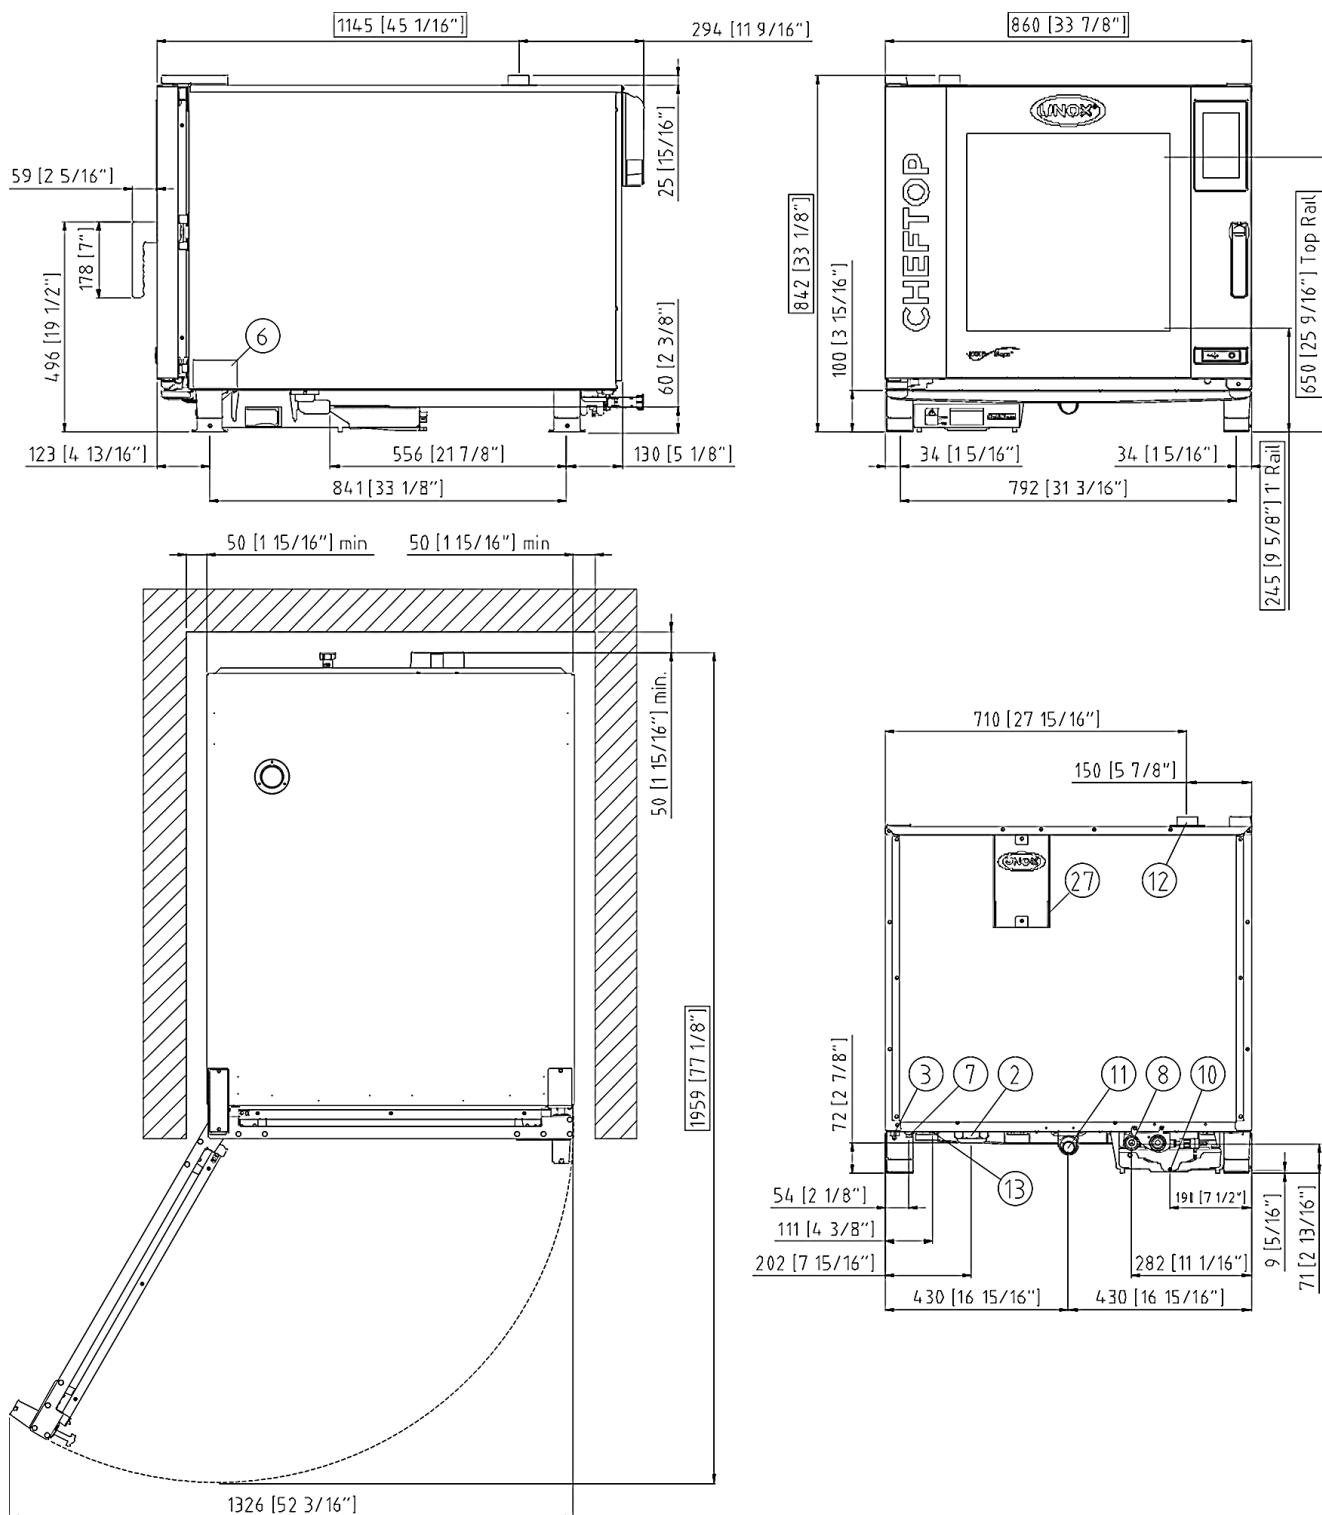 1145 [45 1/16"]
294 [11 9/16"]
25 [15/16"]
59 [2 5/16"]
178 [7"]
496 [19 1/2"]
6
60 [2 3/8"]
123 [4 13/16"]
556 [21 7/8"]
130 [5 1/8"]
841 [33 1/8"]
860 [33 7/8"]
UNOX
CHEFTOP
842 [33 1/8"]
100 [3 15/16"]
650 [25 9/16"] Top Rail
34 [1 5/16"]
34 [1 5/16"]
792 [31 3/16"]
245 [9 5/8"] 1' Rail
50 [1 15/16"] min
50 [1 15/16"] min
50 [1 15/16"] min.
1959 [77 1/8"]
1326 [52 3/16"]
710 [27 15/16"]
150 [5 7/8"]
UNOX
27
12
72 [2 7/8"]
3
7
2
11
8
10
13
54 [2 1/8"]
111 [4 3/8"]
202 [7 15/16"]
191 [7 1/2"]
282 [11 1/16"]
9 [5/16"]
71 [2 13/16"]
430 [16 15/16"]
430 [16 15/16"]